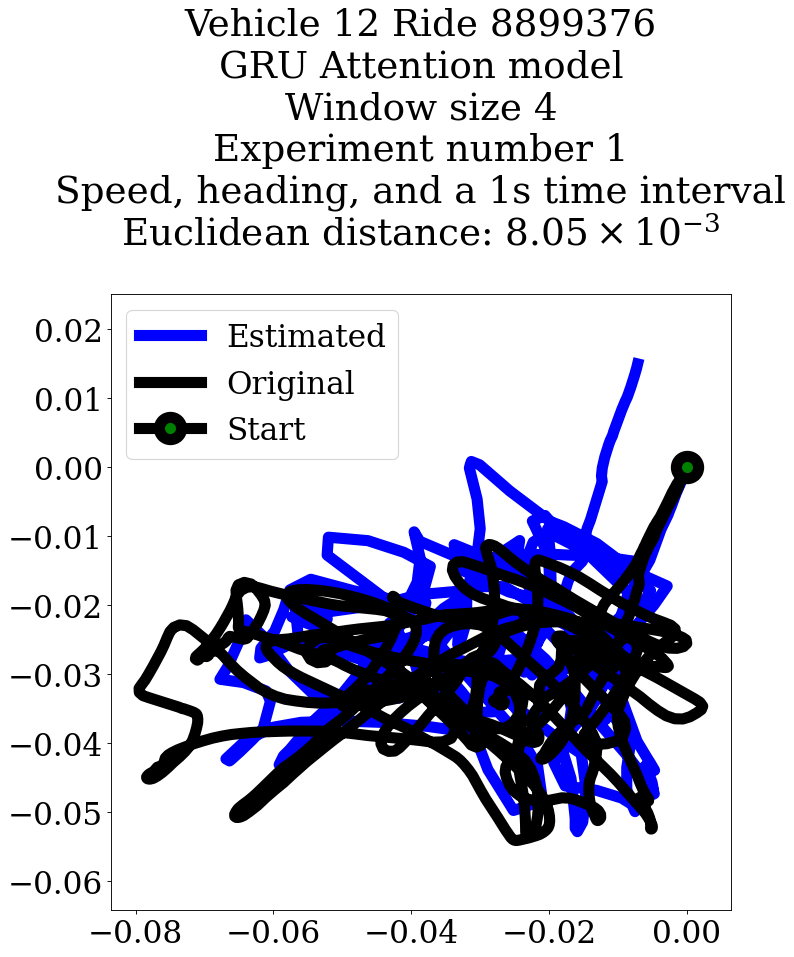 Vehicle 12 Ride 8899376
GRU Attention model
Window size 4
Experiment number 1
Speed, heading, and a 1s time interval
Euclidean distance: 8.05 × 10⁻³
Estimated
Original
Start
0.02
0.01
0.00
−0.01
−0.02
−0.03
−0.04
−0.05
−0.06
−0.08 −0.06 −0.04 −0.02 0.00